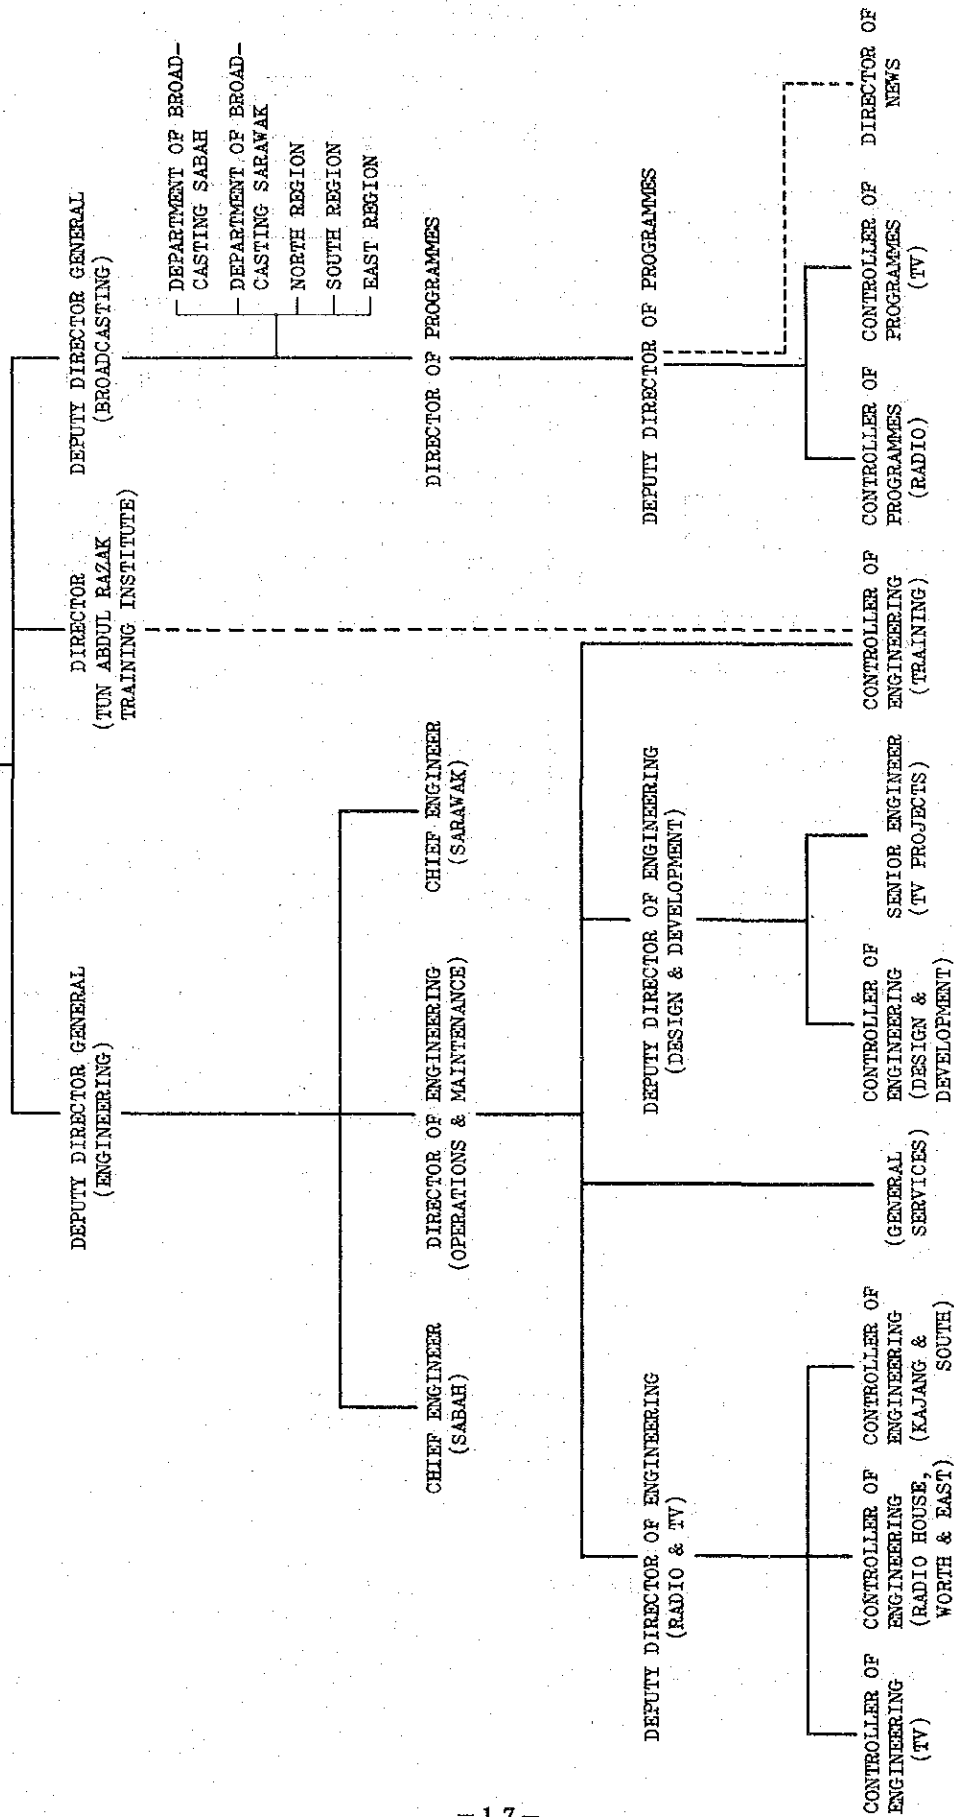 DEPUTY DIRECTOR GENERAL
(ENGINEERING)
DIRECTOR
(TUN ABDUL RAZAK
TRAINING INSTITUTE)
DEPUTY DIRECTOR GENERAL
(BROADCASTING)
DEPARTMENT OF BROAD-
CASTING SABAH
DEPARTMENT OF BROAD-
CASTING SARAWAK
NORTH REGION
SOUTH REGION
EAST REGION
CHIEF ENGINEER
(SABAH)
DIRECTOR OF ENGINEERING
(OPERATIONS & MAINTENANCE)
CHIEF ENGINEER
(SARAWAK)
DIRECTOR OF PROGRAMMES
DEPUTY DIRECTOR OF ENGINEERING
(RADIO & TV)
DEPUTY DIRECTOR OF ENGINEERING
(DESIGN & DEVELOPMENT)
DEPUTY DIRECTOR OF PROGRAMMES
CONTROLLER OF
ENGINEERING
(TV)
CONTROLLER OF
ENGINEERING
(RADIO HOUSE,
WORTH & EAST)
CONTROLLER OF
ENGINEERING
(KAJANG &
SOUTH)
(GENERAL
SERVICES)
CONTROLLER OF
ENGINEERING
(DESIGN &
DEVELOPMENT)
SENIOR ENGINEER
(TV PROJECTS)
CONTROLLER OF
ENGINEERING
(TRAINING)
CONTROLLER OF
PROGRAMMES
(RADIO)
CONTROLLER OF
PROGRAMMES
(TV)
DIRECTOR OF
NEWS
—17—